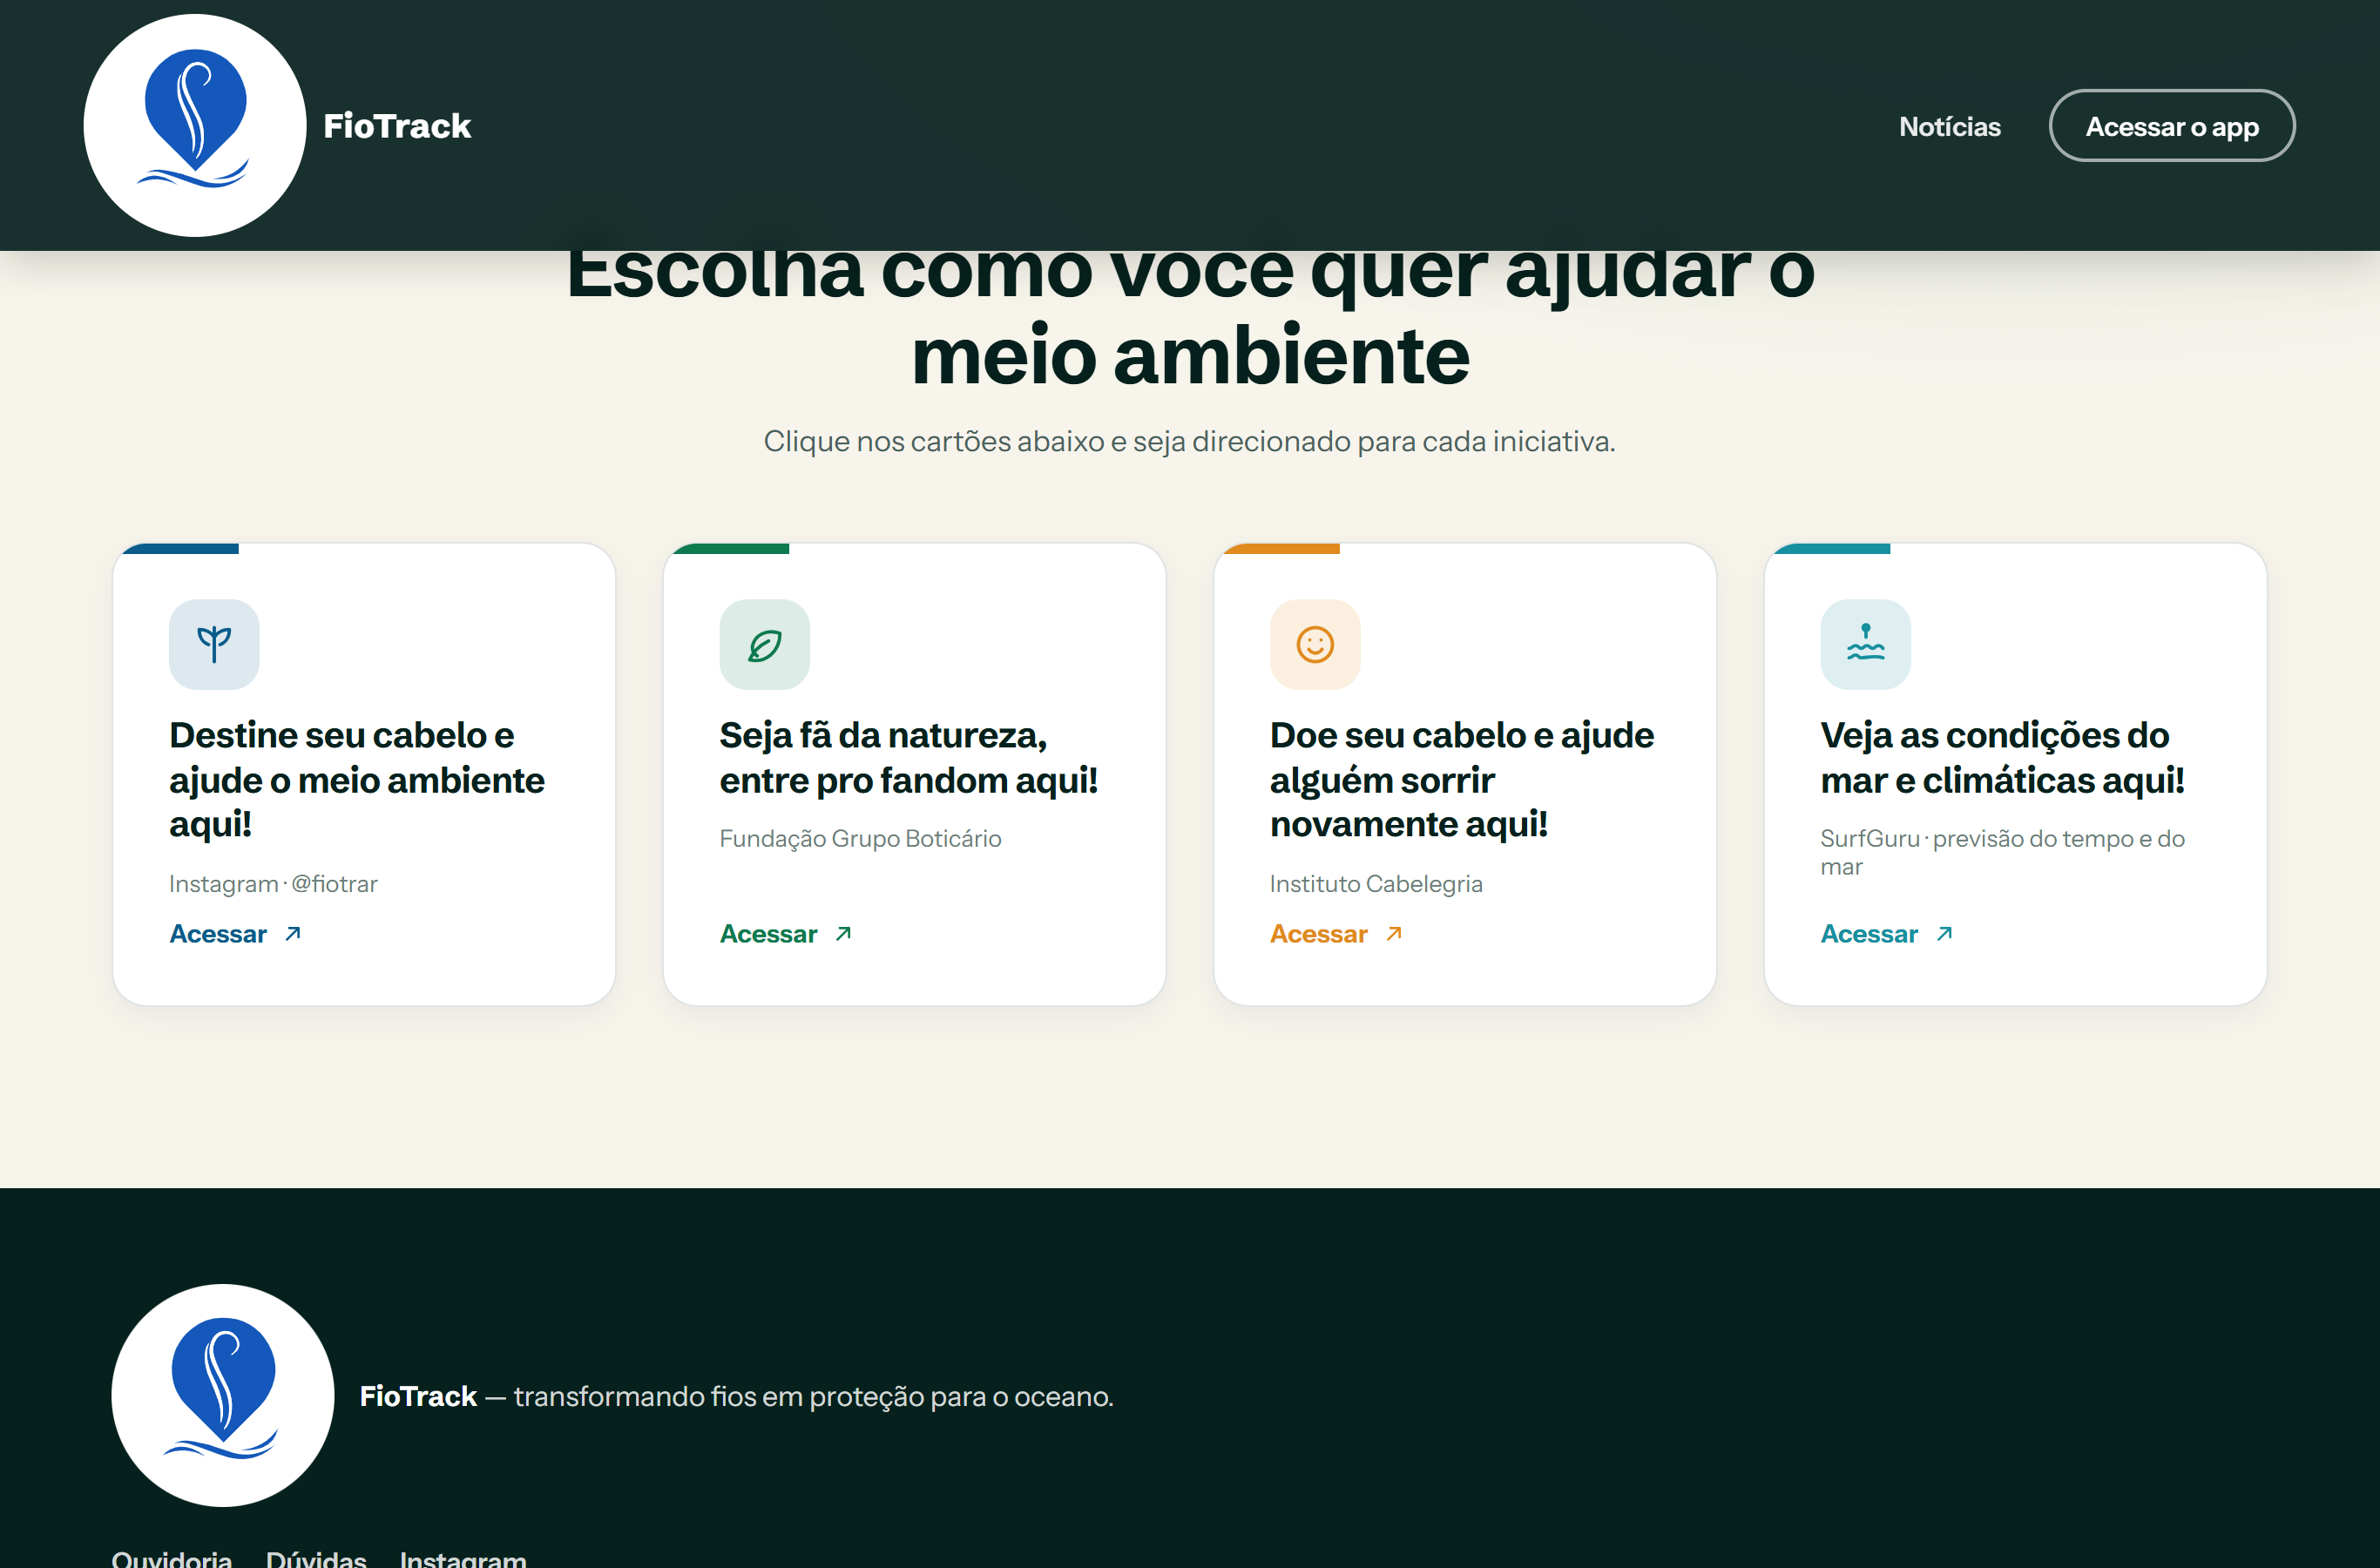 FioTrack
Notícias
Acessar o app
Escolha como você quer ajudar o
meio ambiente
Clique nos cartões abaixo e seja direcionado para cada iniciativa.
Destine seu cabelo e
ajude o meio ambiente
aqui!
Instagram · @fiotrar
Acessar
Seja fã da natureza,
entre pro fandom aqui!
Fundação Grupo Boticário
Acessar
Doe seu cabelo e ajude
alguém sorrir
novamente aqui!
Instituto Cabelegria
Acessar
Veja as condições do
mar e climáticas aqui!
SurfGuru · previsão do tempo e do
mar
Acessar
FioTrack — transformando fios em proteção para o oceano.
Ouvidoria
Dúvidas
Instagram